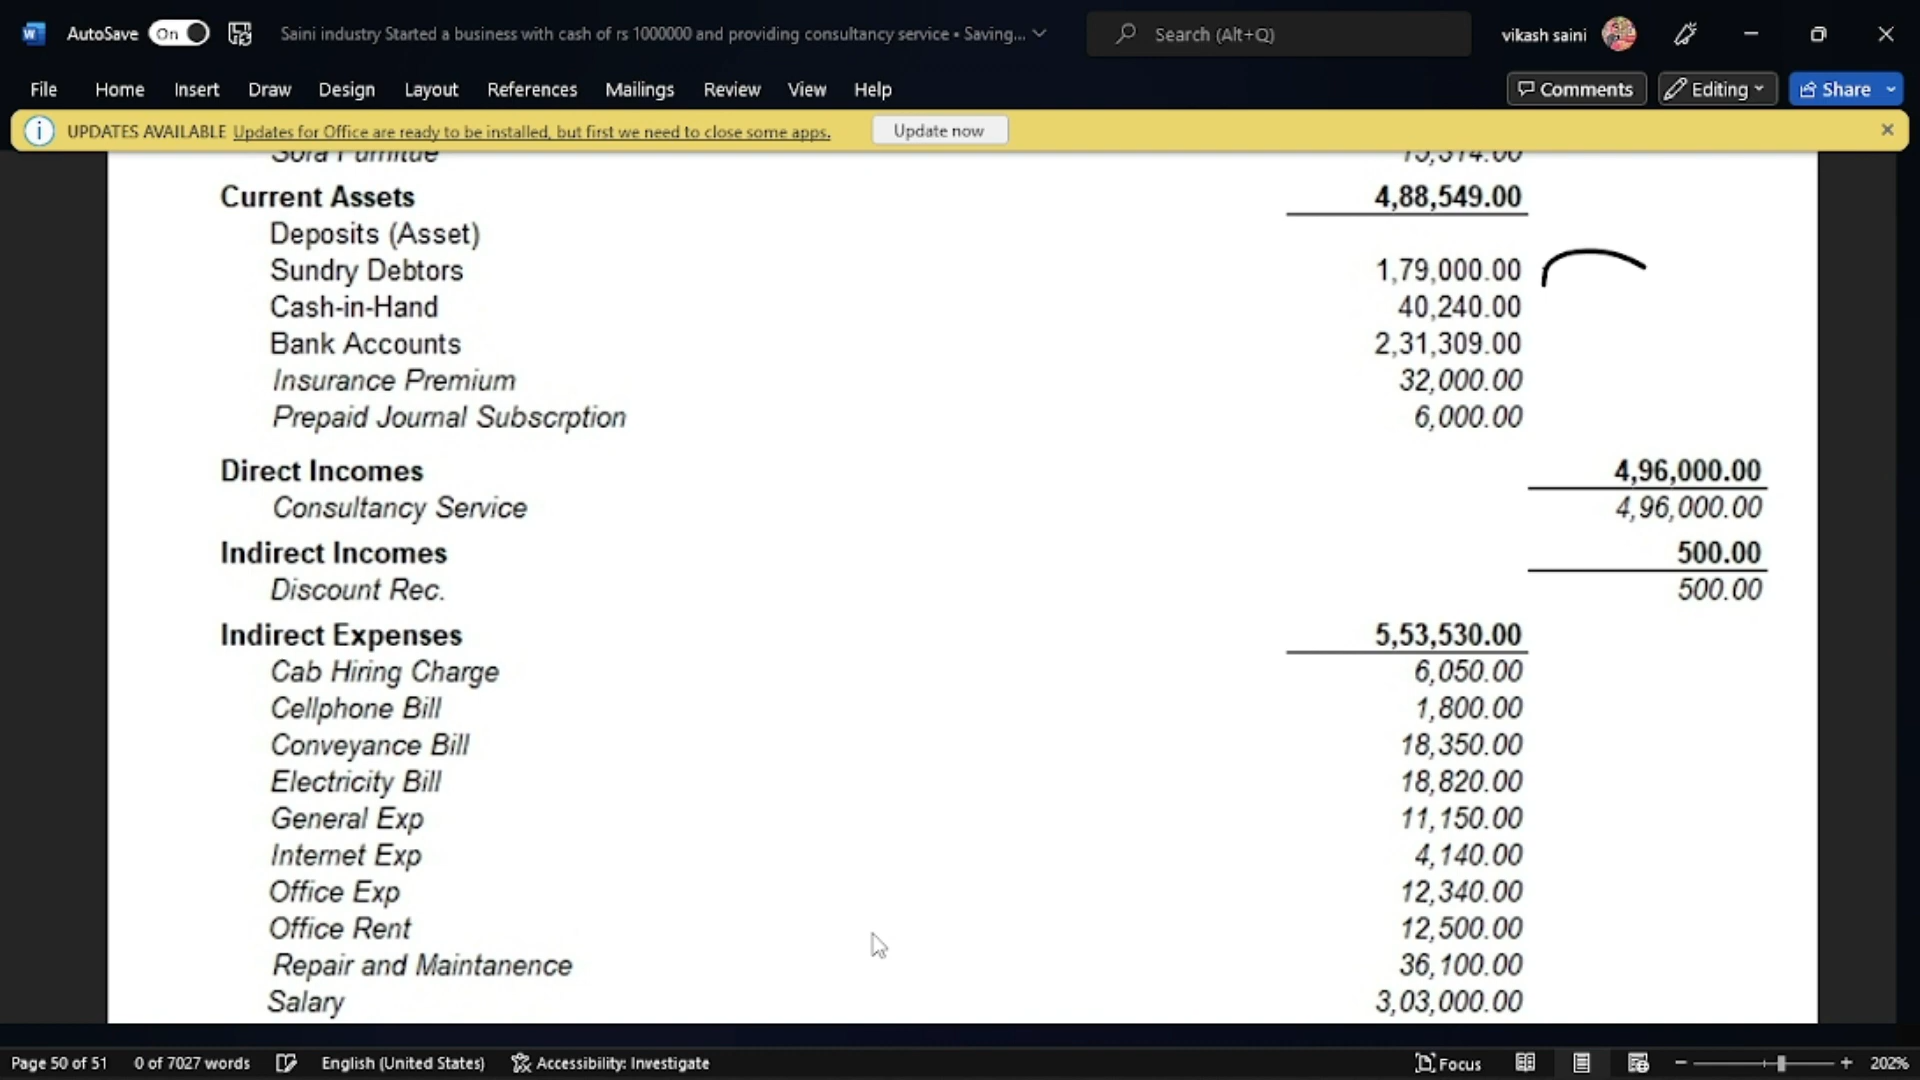 AutoSave On Saini industry Started a business with cash of rs 1000000 and providing consultancy service • Saving... Search (Alt+Q) vikash saini
File Home Insert Draw Design Layout References Mailings Review View Help Comments Editing Share
UPDATES AVAILABLE Updates for Office are ready to be installed, but first we need to close some apps. Update now
Sofa Furnitue 15,314.00
Current Assets 4,88,549.00
Deposits (Asset)
Sundry Debtors 1,79,000.00
Cash-in-Hand 40,240.00
Bank Accounts 2,31,309.00
Insurance Premium 32,000.00
Prepaid Journal Subscrption 6,000.00
Direct Incomes 4,96,000.00
Consultancy Service 4,96,000.00
Indirect Incomes 500.00
Discount Rec. 500.00
Indirect Expenses 5,53,530.00
Cab Hiring Charge 6,050.00
Cellphone Bill 1,800.00
Conveyance Bill 18,350.00
Electricity Bill 18,820.00
General Exp 11,150.00
Internet Exp 4,140.00
Office Exp 12,340.00
Office Rent 12,500.00
Repair and Maintanence 36,100.00
Salary 3,03,000.00
Page 50 of 51 0 of 7027 words English (United States) Accessibility: Investigate Focus 202%